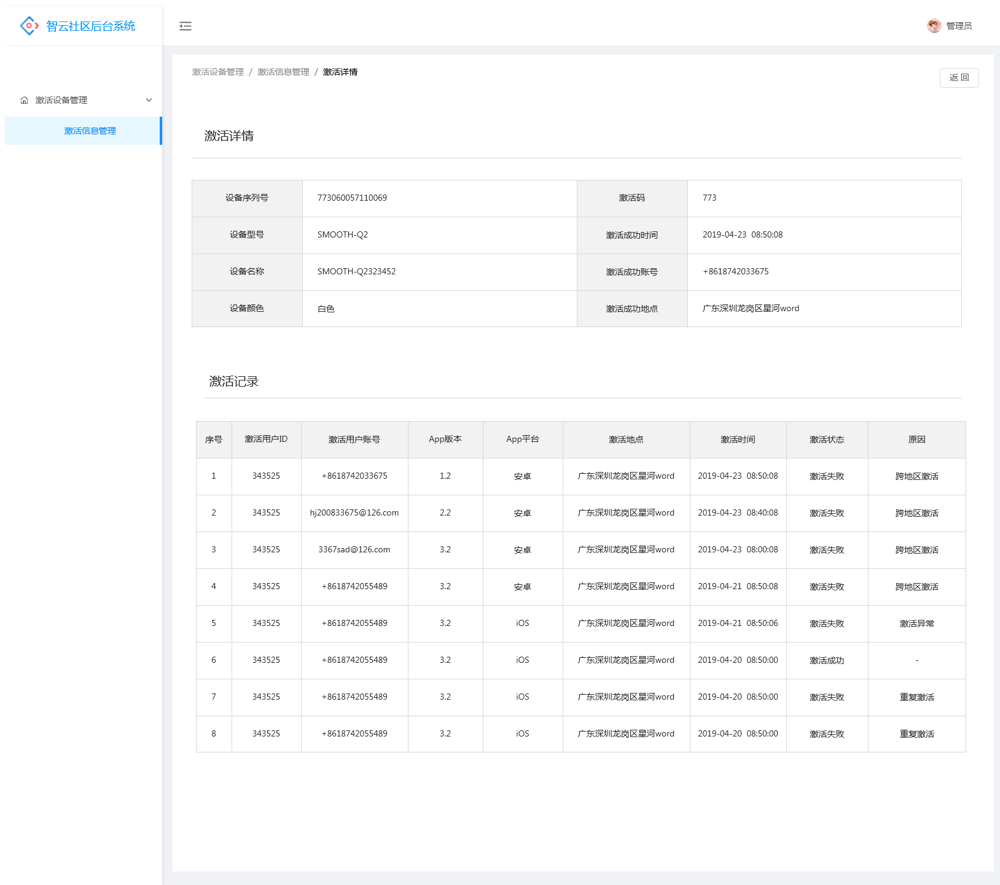 智云社区后台系统
管理员
激活设备管理 / 激活信息管理 / 激活详情
返 回
激活设备管理
激活信息管理
激活详情
设备序列号 773060057110069 激活码 773
设备型号 SMOOTH-Q2 激活成功时间 2019-04-23 08:50:08
设备名称 SMOOTH-Q2323452 激活成功账号 +8618742033675
设备颜色 白色 激活成功地点 广东深圳龙岗区星河word
激活记录
序号 激活用户ID 激活用户账号 App版本 App平台 激活地点 激活时间 激活状态 原因
1 343525 +8618742033675 1.2 安卓 广东深圳龙岗区星河word 2019-04-23 08:50:08 激活失败 跨地区激活
2 343525 hj200833675@126.com 2.2 安卓 广东深圳龙岗区星河word 2019-04-23 08:40:08 激活失败 跨地区激活
3 343525 3367sad@126.com 3.2 安卓 广东深圳龙岗区星河word 2019-04-23 08:00:08 激活失败 跨地区激活
4 343525 +8618742055489 3.2 安卓 广东深圳龙岗区星河word 2019-04-21 08:50:08 激活失败 跨地区激活
5 343525 +8618742055489 3.2 iOS 广东深圳龙岗区星河word 2019-04-21 08:50:06 激活失败 激活异常
6 343525 +8618742055489 3.2 iOS 广东深圳龙岗区星河word 2019-04-20 08:50:00 激活成功 -
7 343525 +8618742055489 3.2 iOS 广东深圳龙岗区星河word 2019-04-20 08:50:00 激活失败 重复激活
8 343525 +8618742055489 3.2 iOS 广东深圳龙岗区星河word 2019-04-20 08:50:00 激活失败 重复激活